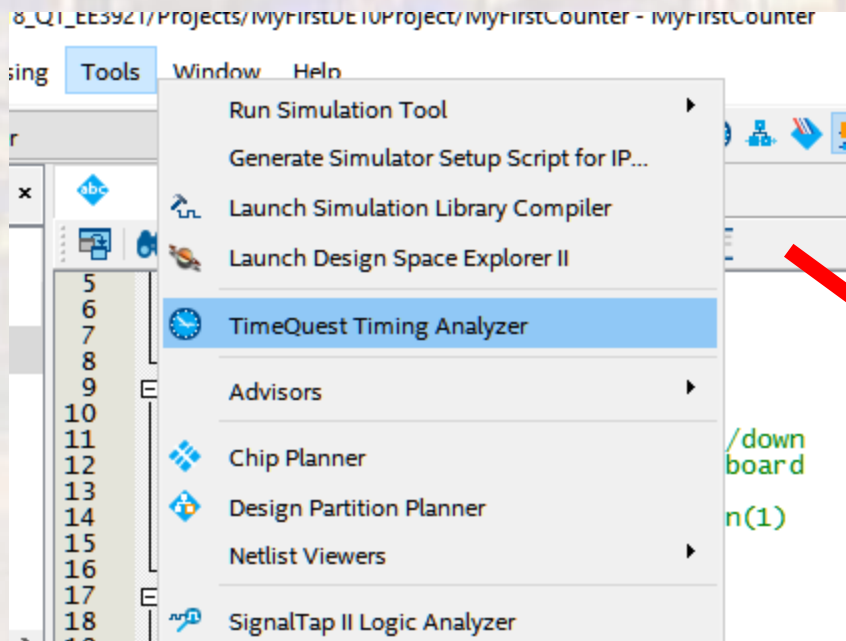 8_Q1_EE3921/Projects/MyFirstDE10Project/MyFirstCounter - MyFirstCounter
sing Tools Window Help
Run Simulation Tool
r
Generate Simulator Setup Script for IP...
abc
Launch Simulation Library Compiler
Launch Design Space Explorer II
5
6
TimeQuest Timing Analyzer
7
8
9
Advisors
10
11 /down
12 board
Chip Planner
13
14 n(1)
Design Partition Planner
15
Netlist Viewers
16
17
18
SignalTap II Logic Analyzer